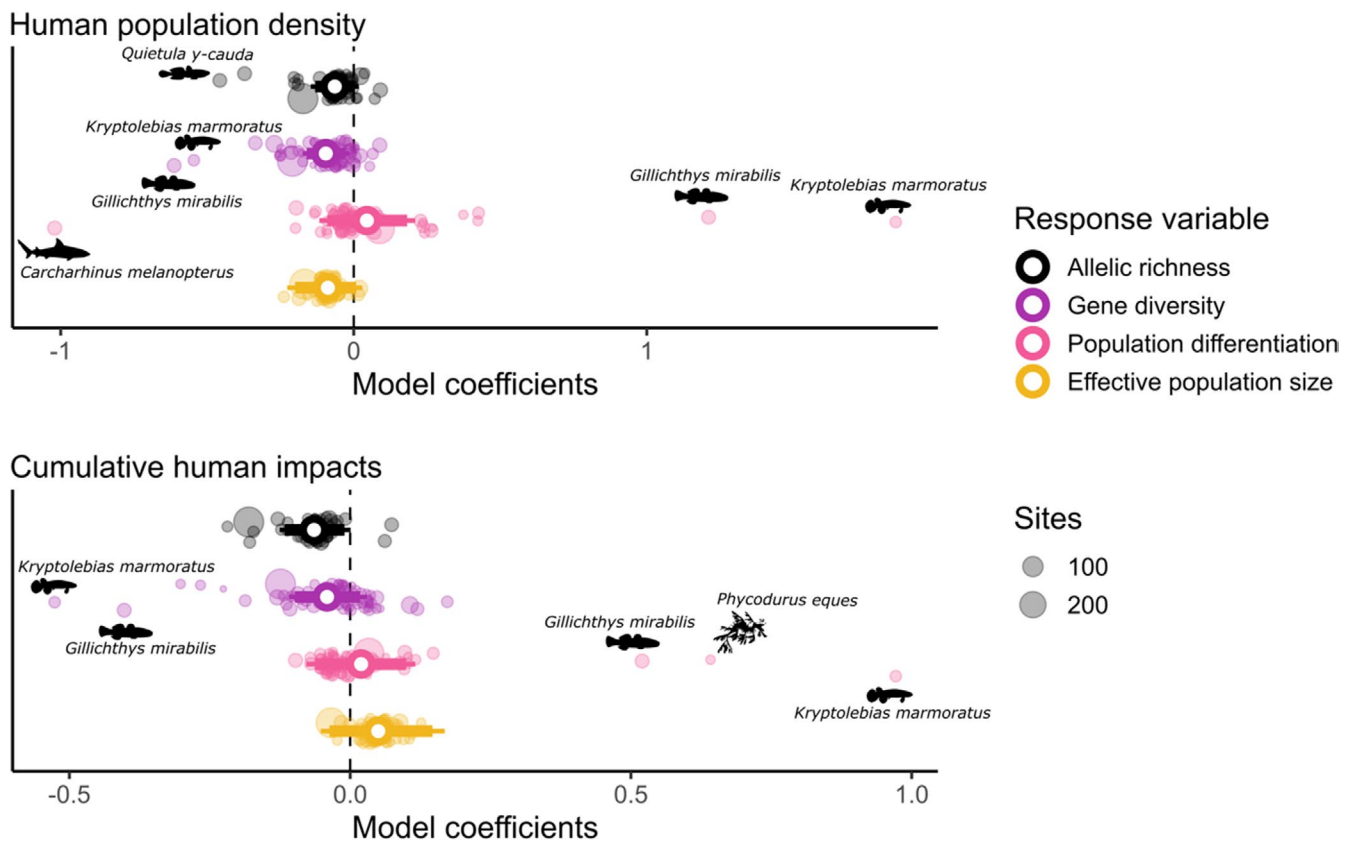 Human population density
Quietula y-cauda
Kryptolebias marmoratus
Gillichthys mirabilis
Carcharhinus melanopterus
Gillichthys mirabilis
Kryptolebias marmoratus
-1
0
1
Model coefficients
Response variable
Allelic richness
Gene diversity
Population differentiation
Effective population size
Cumulative human impacts
Kryptolebias marmoratus
Gillichthys mirabilis
Gillichthys mirabilis
Phycodurus eques
Kryptolebias marmoratus
-0.5
0.0
0.5
1.0
Model coefficients
Sites
100
200